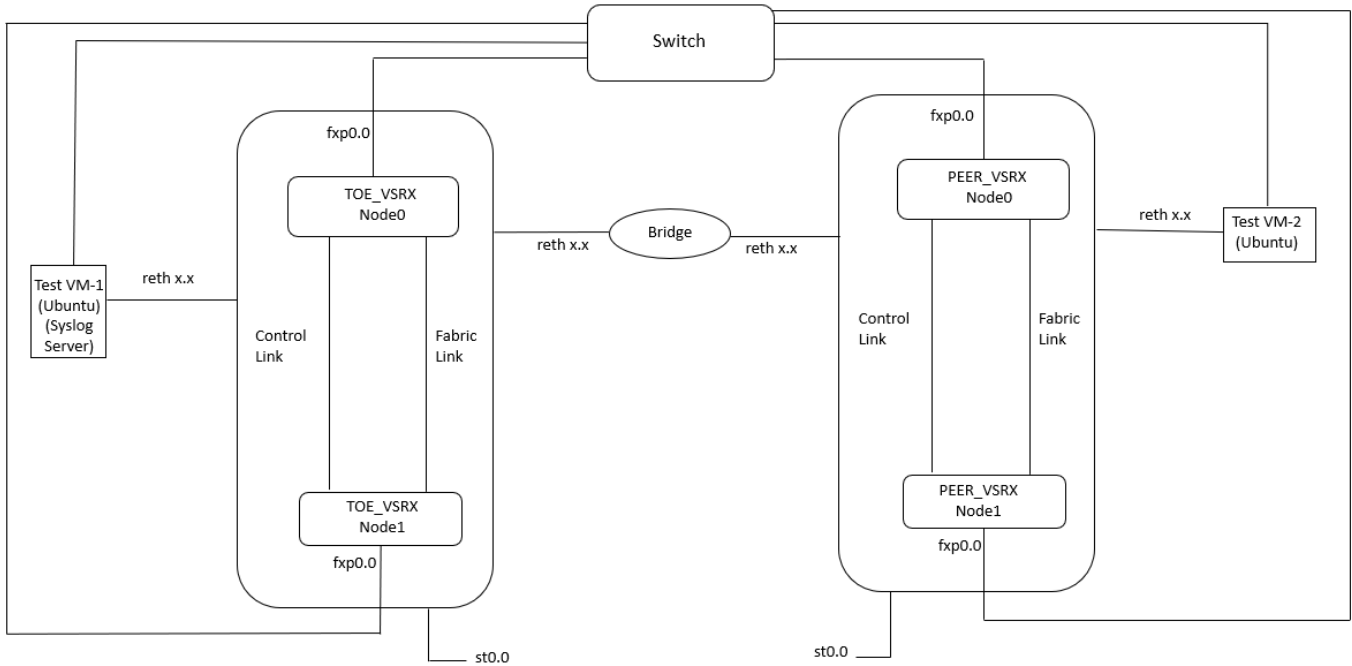 Switch
fxp0.0
fxp0.0
TOE_VSRX
Node0
PEER_VSRX
Node0
reth x.x
Bridge
reth x.x
reth x.x
Test VM-2
(Ubuntu)
Test VM-1
(Ubuntu)
(Syslog
Server)
reth x.x
Control
Link
Fabric
Link
Control
Link
Fabric
Link
TOE_VSRX
Node1
PEER_VSRX
Node1
fxp0.0
fxp0.0
st0.0
st0.0